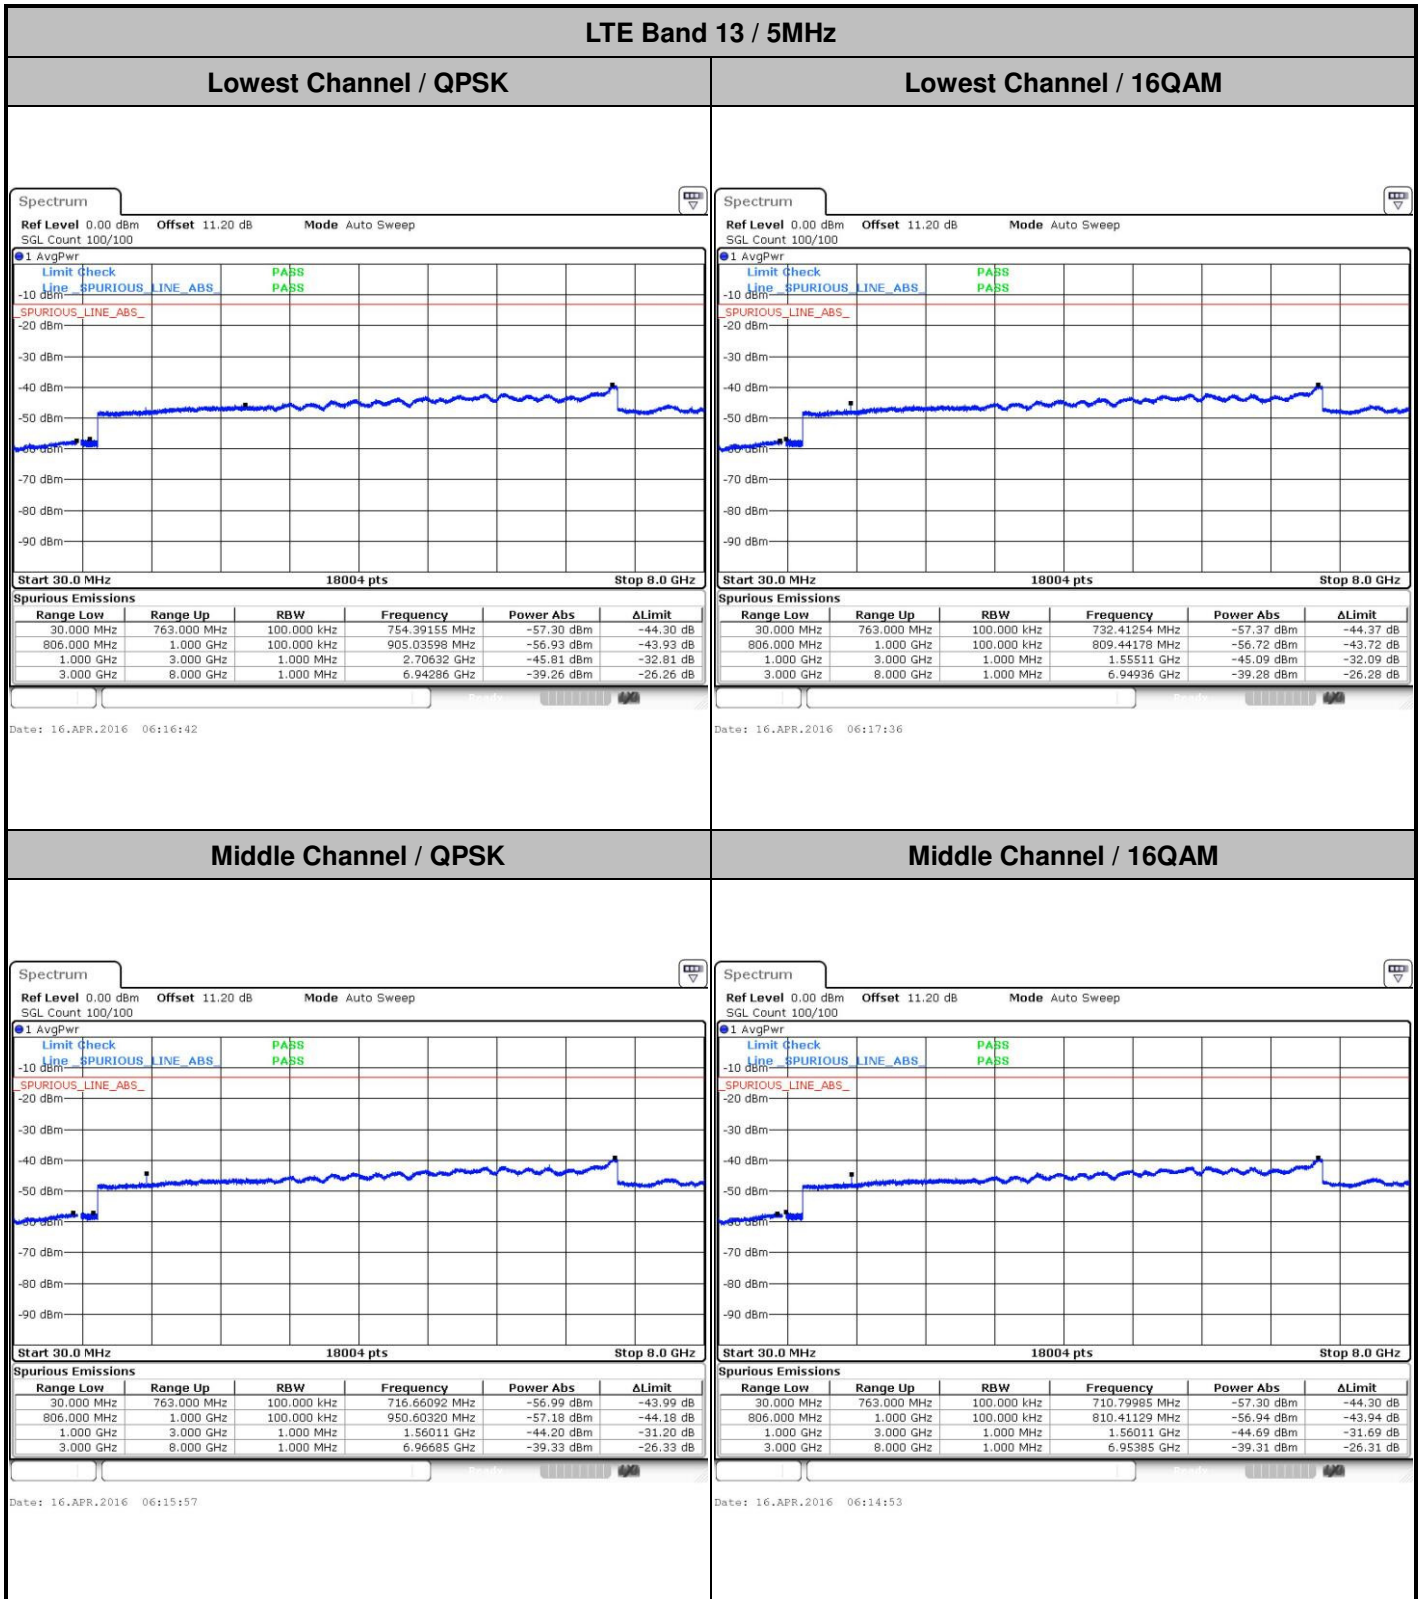 LTE Band 13 / 5MHz
Lowest Channel / QPSK
Lowest Channel / 16QAM
Spectrum
Ref Level 0.00 dBm Offset 11.20 dB Mode Auto Sweep
SGL Count 100/100
1 AvgPwr
Limit Check PASS
Line _SPURIOUS_LINE_ABS_ PASS
-10 dBm
_SPURIOUS_LINE_ABS_
-20 dBm
-30 dBm
-40 dBm
-50 dBm
-60 dBm
-70 dBm
-80 dBm
-90 dBm
Start 30.0 MHz 18004 pts Stop 8.0 GHz
Spurious Emissions
Range Low Range Up RBW Frequency Power Abs ΔLimit
30.000 MHz 763.000 MHz 100.000 kHz 754.39155 MHz -57.30 dBm -44.30 dB
806.000 MHz 1.000 GHz 100.000 kHz 905.03598 MHz -56.93 dBm -43.93 dB
1.000 GHz 3.000 GHz 1.000 MHz 2.70632 GHz -45.81 dBm -32.81 dB
3.000 GHz 8.000 GHz 1.000 MHz 6.94286 GHz -39.26 dBm -26.26 dB
Date: 16.APR.2016 06:16:42
Spectrum
Ref Level 0.00 dBm Offset 11.20 dB Mode Auto Sweep
SGL Count 100/100
1 AvgPwr
Limit Check PASS
Line _SPURIOUS_LINE_ABS_ PASS
-10 dBm
_SPURIOUS_LINE_ABS_
-20 dBm
-30 dBm
-40 dBm
-50 dBm
-60 dBm
-70 dBm
-80 dBm
-90 dBm
Start 30.0 MHz 18004 pts Stop 8.0 GHz
Spurious Emissions
Range Low Range Up RBW Frequency Power Abs ΔLimit
30.000 MHz 763.000 MHz 100.000 kHz 732.41254 MHz -57.37 dBm -44.37 dB
806.000 MHz 1.000 GHz 100.000 kHz 809.44178 MHz -56.72 dBm -43.72 dB
1.000 GHz 3.000 GHz 1.000 MHz 1.55511 GHz -45.09 dBm -32.09 dB
3.000 GHz 8.000 GHz 1.000 MHz 6.94936 GHz -39.28 dBm -26.28 dB
Date: 16.APR.2016 06:17:36
Middle Channel / QPSK
Middle Channel / 16QAM
Spectrum
Ref Level 0.00 dBm Offset 11.20 dB Mode Auto Sweep
SGL Count 100/100
1 AvgPwr
Limit Check PASS
Line _SPURIOUS_LINE_ABS_ PASS
-10 dBm
_SPURIOUS_LINE_ABS_
-20 dBm
-30 dBm
-40 dBm
-50 dBm
-60 dBm
-70 dBm
-80 dBm
-90 dBm
Start 30.0 MHz 18004 pts Stop 8.0 GHz
Spurious Emissions
Range Low Range Up RBW Frequency Power Abs ΔLimit
30.000 MHz 763.000 MHz 100.000 kHz 716.66092 MHz -56.99 dBm -43.99 dB
806.000 MHz 1.000 GHz 100.000 kHz 950.60320 MHz -57.18 dBm -44.18 dB
1.000 GHz 3.000 GHz 1.000 MHz 1.56011 GHz -44.20 dBm -31.20 dB
3.000 GHz 8.000 GHz 1.000 MHz 6.96685 GHz -39.33 dBm -26.33 dB
Date: 16.APR.2016 06:15:57
Spectrum
Ref Level 0.00 dBm Offset 11.20 dB Mode Auto Sweep
SGL Count 100/100
1 AvgPwr
Limit Check PASS
Line _SPURIOUS_LINE_ABS_ PASS
-10 dBm
_SPURIOUS_LINE_ABS_
-20 dBm
-30 dBm
-40 dBm
-50 dBm
-60 dBm
-70 dBm
-80 dBm
-90 dBm
Start 30.0 MHz 18004 pts Stop 8.0 GHz
Spurious Emissions
Range Low Range Up RBW Frequency Power Abs ΔLimit
30.000 MHz 763.000 MHz 100.000 kHz 710.79985 MHz -57.30 dBm -44.30 dB
806.000 MHz 1.000 GHz 100.000 kHz 810.41129 MHz -56.94 dBm -43.94 dB
1.000 GHz 3.000 GHz 1.000 MHz 1.56011 GHz -44.69 dBm -31.69 dB
3.000 GHz 8.000 GHz 1.000 MHz 6.95385 GHz -39.31 dBm -26.31 dB
Date: 16.APR.2016 06:14:53